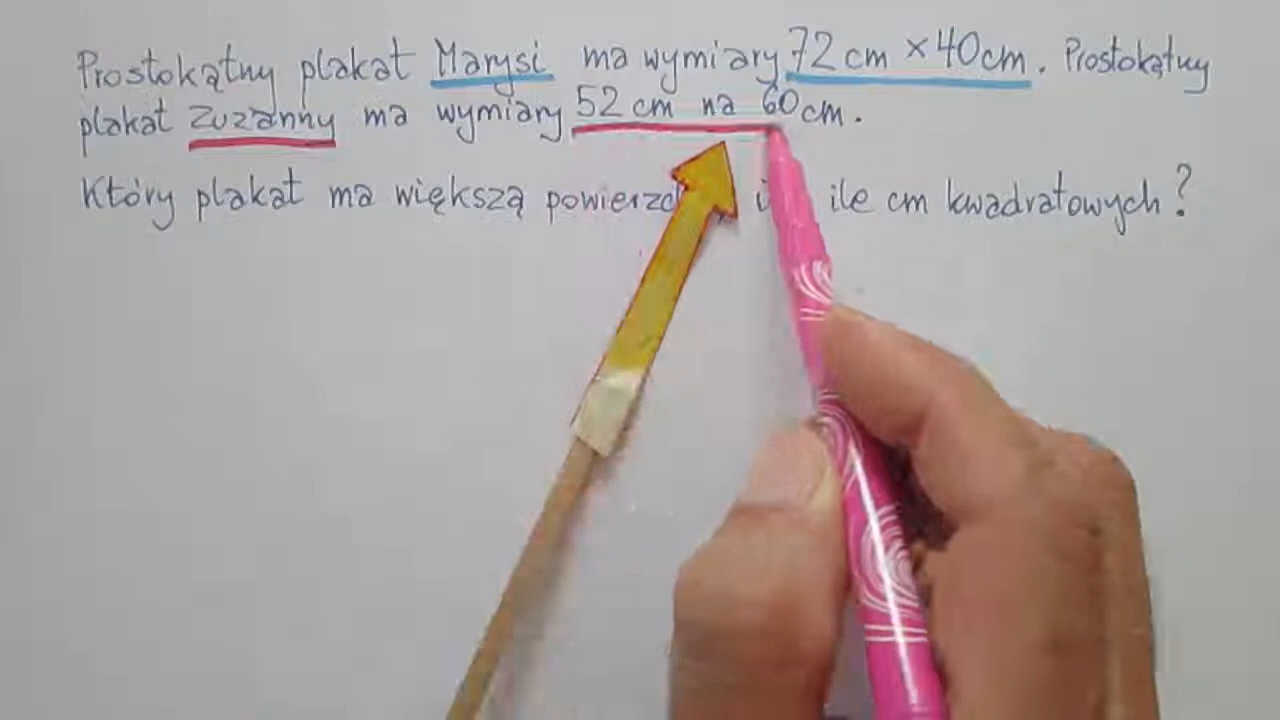 Prostokątny plakat Marysi ma wymiary 72 cm × 40 cm. Prostokątny
plakat Zuzanny ma wymiary 52 cm na 60 cm.
Który plakat ma większą ile cm kwadratowych?